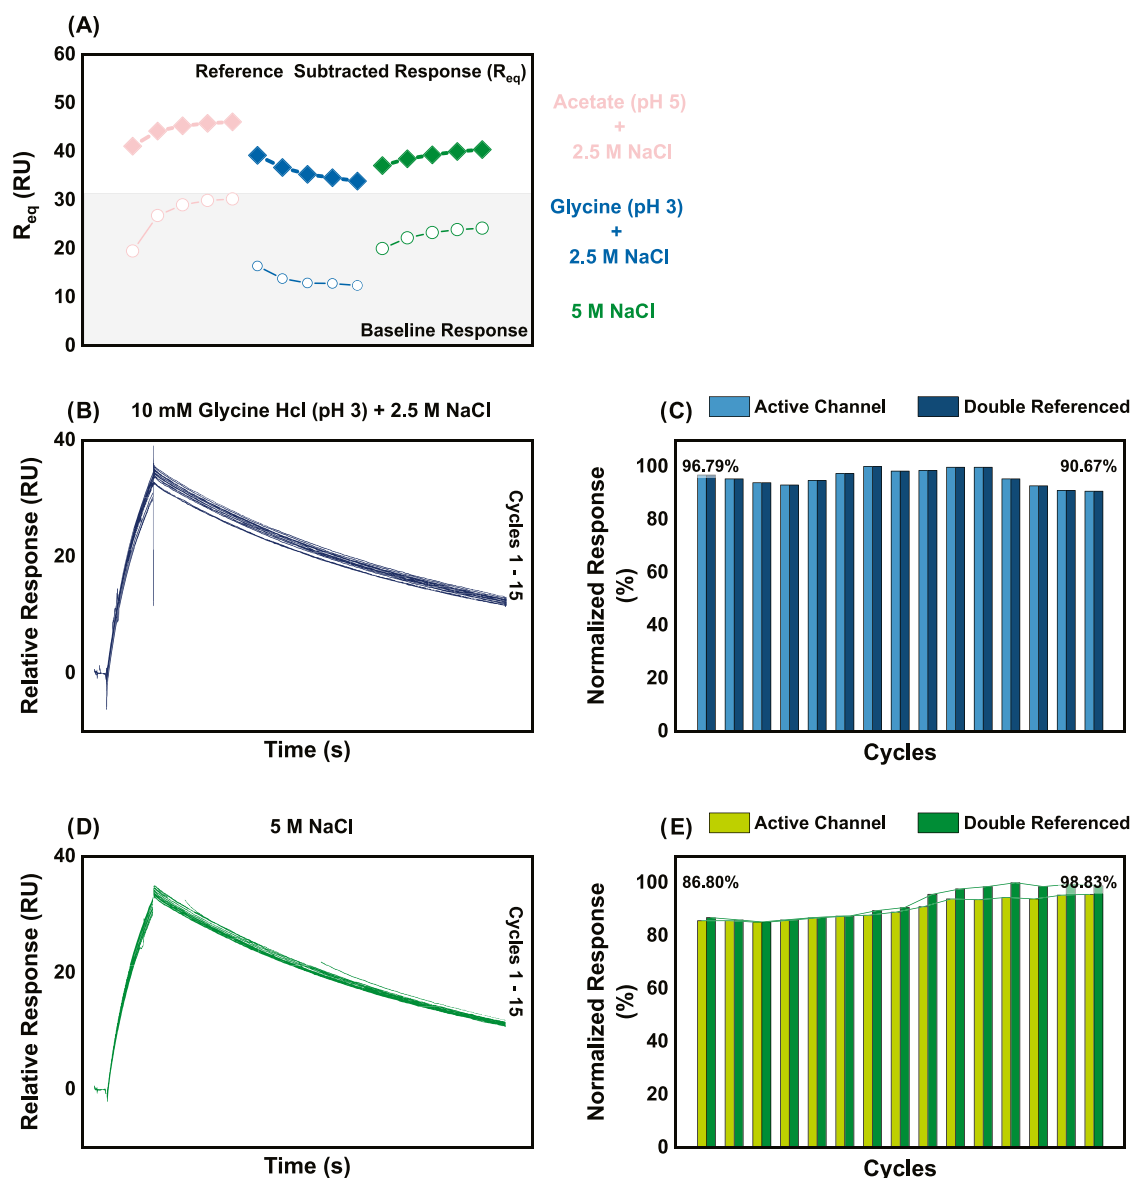 (A)
60
50
40
30
20
10
0
R_eq (RU)
Reference Subtracted Response (R_eq)
Baseline Response
Acetate (pH 5)
+
2.5 M NaCl
Glycine (pH 3)
+
2.5 M NaCl
5 M NaCl
(B)
10 mM Glycine Hcl (pH 3) + 2.5 M NaCl
40
20
0
Relative Response (RU)
Cycles 1 - 15
Time (s)
(C)
Active Channel
Double Referenced
100
80
60
40
20
0
Normalized Response
(%)
96.79%
90.67%
Cycles
(D)
5 M NaCl
40
20
0
Relative Response (RU)
Cycles 1 - 15
Time (s)
(E)
Active Channel
Double Referenced
100
80
60
40
20
0
Normalized Response
(%)
86.80%
98.83%
Cycles